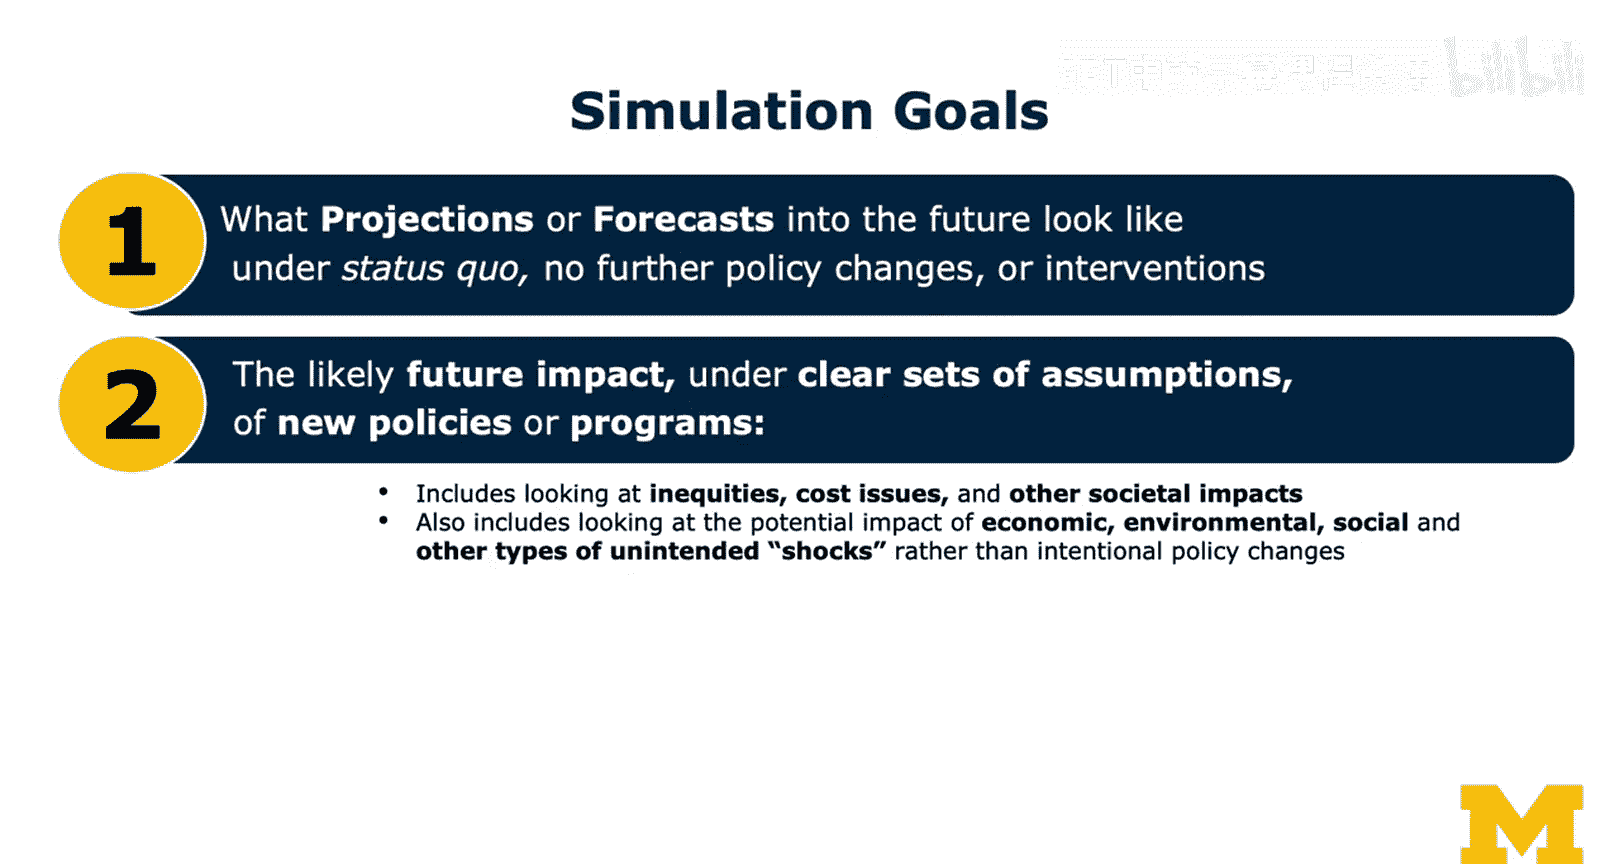 bilibili
Simulation Goals
1
What Projections or Forecasts into the future look like
under status quo, no further policy changes, or interventions
2
The likely future impact, under clear sets of assumptions,
of new policies or programs:
• Includes looking at inequities, cost issues, and other societal impacts
• Also includes looking at the potential impact of economic, environmental, social and
other types of unintended “shocks” rather than intentional policy changes
M